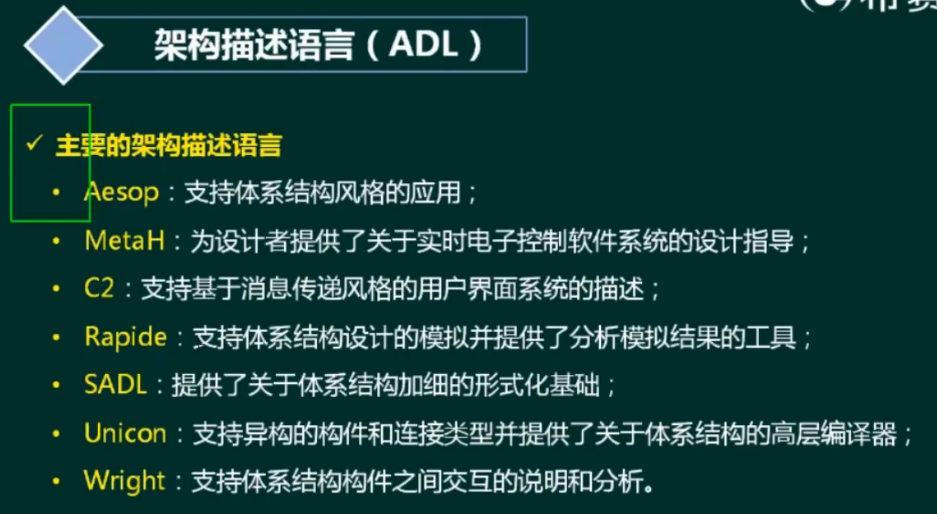 架构描述语言（ADL）
✓ 主要的架构描述语言
• Aesop：支持体系结构风格的应用；
• MetaH：为设计者提供了关于实时电子控制软件系统的设计指导；
• C2：支持基于消息传递风格的用户界面系统的描述；
• Rapide：支持体系结构设计的模拟并提供了分析模拟结果的工具；
• SADL：提供了关于体系结构加细的形式化基础；
• Unicon：支持异构的构件和连接类型并提供了关于体系结构的高层编译器；
• Wright：支持体系结构构件之间交互的说明和分析。